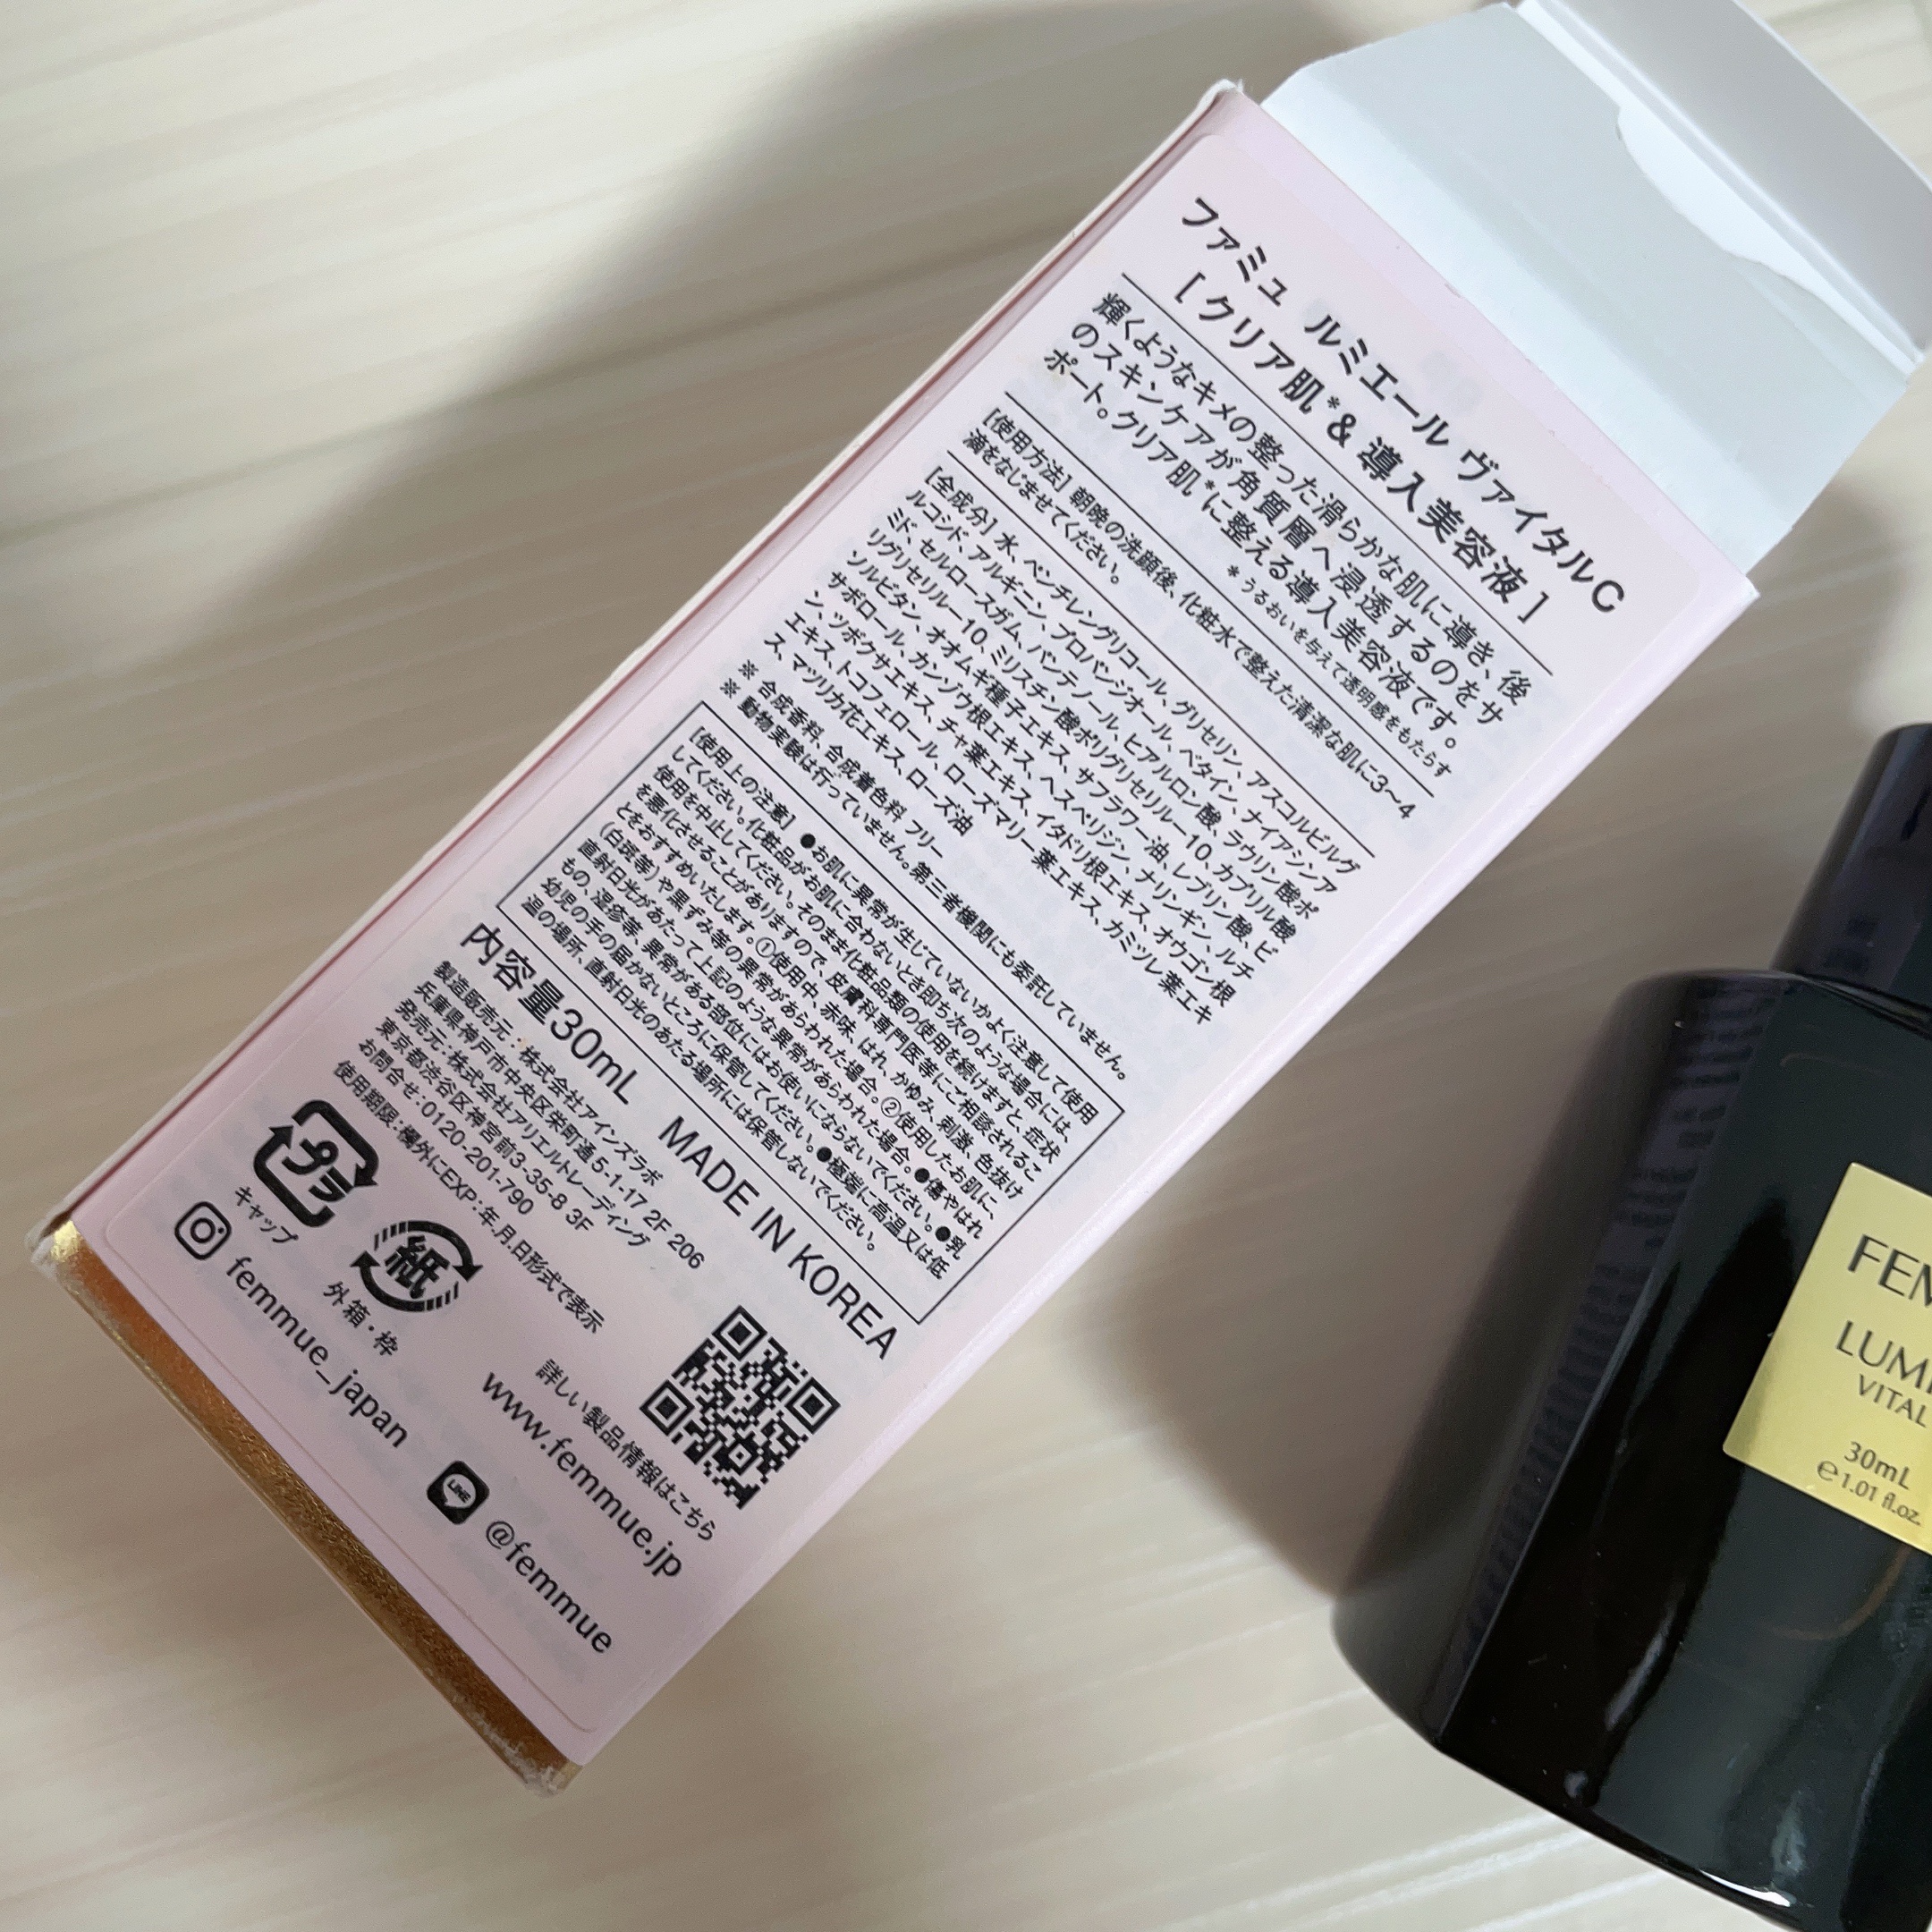 ファミュ ルミエール ヴァイタルC
[ クリア肌*& 導入美容液 ]
輝くようなキメの整った滑らかな肌に導き、後
のスキンケアが角質層へ浸透するのをサ
ポート。クリア肌*に整える導入美容液です。
*うるおいを与えて透明感をもたらす
[使用方法] 朝晩の洗顔後、化粧水で整えた清潔な肌に3〜4
滴をなじませてください。
[全成分] 水、ペンチレングリコール、グリセリン、アスコルビルグ
ルコシド、アルギニン、プロパンジオール、ベタイン、ナイアシンア
ミド、セルロースガム、パンテノール、ヒアルロン酸、ラウリン酸ポ
リグリセリル-10、ミリスチン酸ポリグリセリル-10、カプリル酸
ソルビタン、オオムギ種子エキス、サフラワー油、レブリン酸、ビ
サボロール、カンゾウ根エキス、ヘスペリジン、ナリンギン、ルチ
ン、ツボクサエキス、チャ葉エキス、イタドリ根エキス、オウゴン根
エキス、トコフェロール、ローズマリー葉エキス、カミツレ葉エキ
ス、マツリカ花エキス、ローズ油
※ 合成香料、合成着色料 フリー
※ 動物実験は行っていません。第三者機関にも委託していません。
[使用上の注意] ●お肌に異常が生じていないかよく注意して使用
してください。化粧品がお肌に合わないとき即ち次のような場合には、
使用を中止してください。そのまま化粧品類の使用を続けますと、症状
を悪化させることがありますので、皮膚科専門医等にご相談されるこ
とをおすすめいたします。①使用中、赤味、はれ、かゆみ、刺激、色抜け
(白斑等)や黒ずみ等の異常があらわれた場合。②使用したお肌に、
直射日光があたって上記のような異常があらわれた場合。●傷やはれ
もの、湿疹等、異常がある部位にはお使いにならないでください。●乳
幼児の手の届かないところに保管してください。●極端に高温又は低
温の場所、直射日光のあたる場所には保管しないでください。
内容量30mL MADE IN KOREA
製造販売元：株式会社アインズラボ
兵庫県神戸市中央区栄町通5-1-17 2F 206
発売元：株式会社アリエルトレーディング
東京都渋谷区神宮前3-35-8 3F
お問合せ：0120-201-790
使用期限：欄外にEXP：年.月.日形式で表示
プラ
キャップ
紙
外箱・枠
詳しい製品情報はこちら
www.femmue.jp
femmue_japan
LINE
@femmue
30mL
℮1.01 fl.oz.